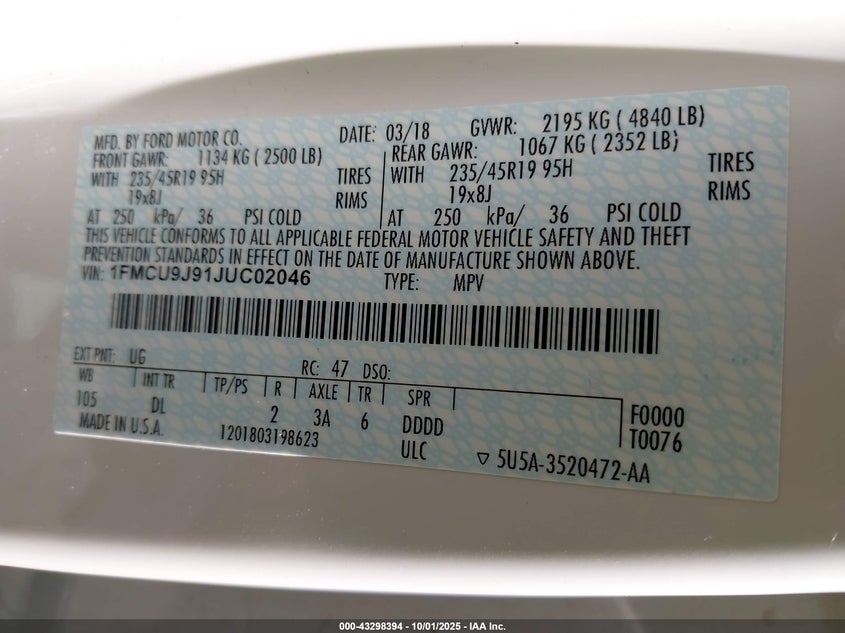 MFD. BY FORD MOTOR CO. DATE: 03/18 GVWR: 2195 KG ( 4840 LB)
FRONT GAWR: 1134 KG ( 2500 LB) REAR GAWR: 1067 KG ( 2352 LB)
WITH 235/45R19 95H TIRES WITH 235/45R19 95H TIRES
19x8J RIMS 19x8J RIMS
AT 250 kPa/ 36 PSI COLD AT 250 kPa/ 36 PSI COLD
THIS VEHICLE CONFORMS TO ALL APPLICABLE FEDERAL MOTOR VEHICLE SAFETY AND THEFT
PREVENTION STANDARDS IN EFFECT ON THE DATE OF MANUFACTURE SHOWN ABOVE.
VIN: 1FMCU9J91JUC02046 TYPE: MPV
EXT PNT: UG RC: 47 DSO:
WB INT TR TP/PS R AXLE TR SPR
105 DL 2 3A 6 DDDD F0000
MADE IN U.S.A. 1201803198623 ULC T0076
▽ 5U5A-3520472-AA
000-43298394 - 10/01/2025 - IAA Inc.